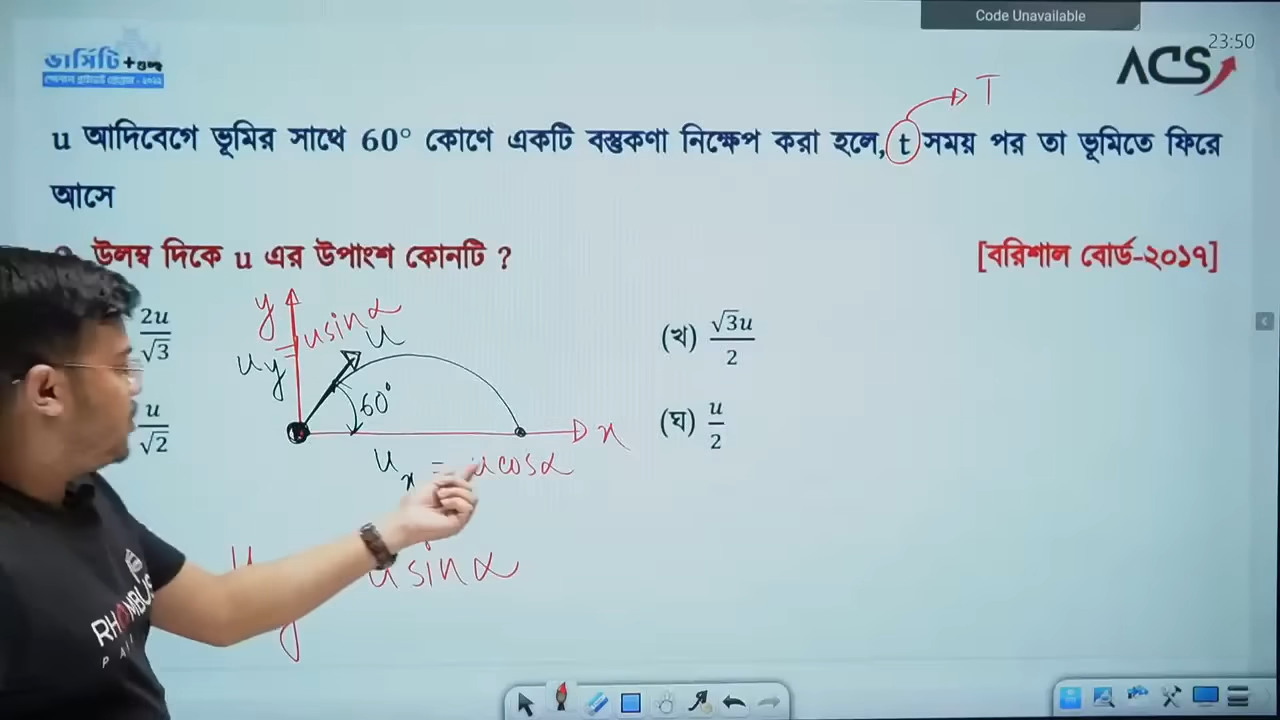 Code Unavailable
23:50
ভার্সিটি +গুচ্ছ
ACS
T
u আদিবেগে ভূমির সাথে 60° কোণে একটি বস্তুকণা নিক্ষেপ করা হলে, t সময় পর তা ভূমিতে ফিরে
আসে
উলম্ব দিকে u এর উপাংশ কোনটি ?
[বরিশাল বোর্ড-২০১৭]
2u/√3
(খ) √3u/2
u/√2
(ঘ) u/2
y
usinα
u
uy
60°
x
ux = ucosα
usinα